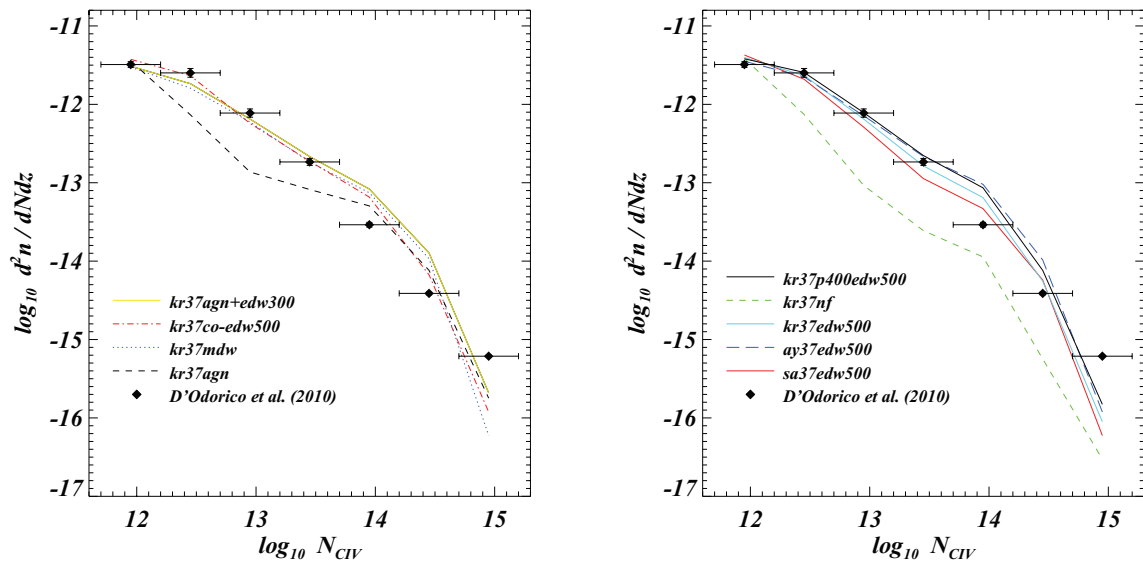 -11
-12
-13
-14
-15
-16
-17
log10 d2n / dNdz
kr37agn+edw300
kr37co-edw500
kr37mdw
kr37agn
D'Odorico et al. (2010)
12 13 14 15
log10 NCIV
-11
-12
-13
-14
-15
-16
-17
log10 d2n / dNdz
kr37p400edw500
kr37nf
kr37edw500
ay37edw500
sa37edw500
D'Odorico et al. (2010)
12 13 14 15
log10 NCIV